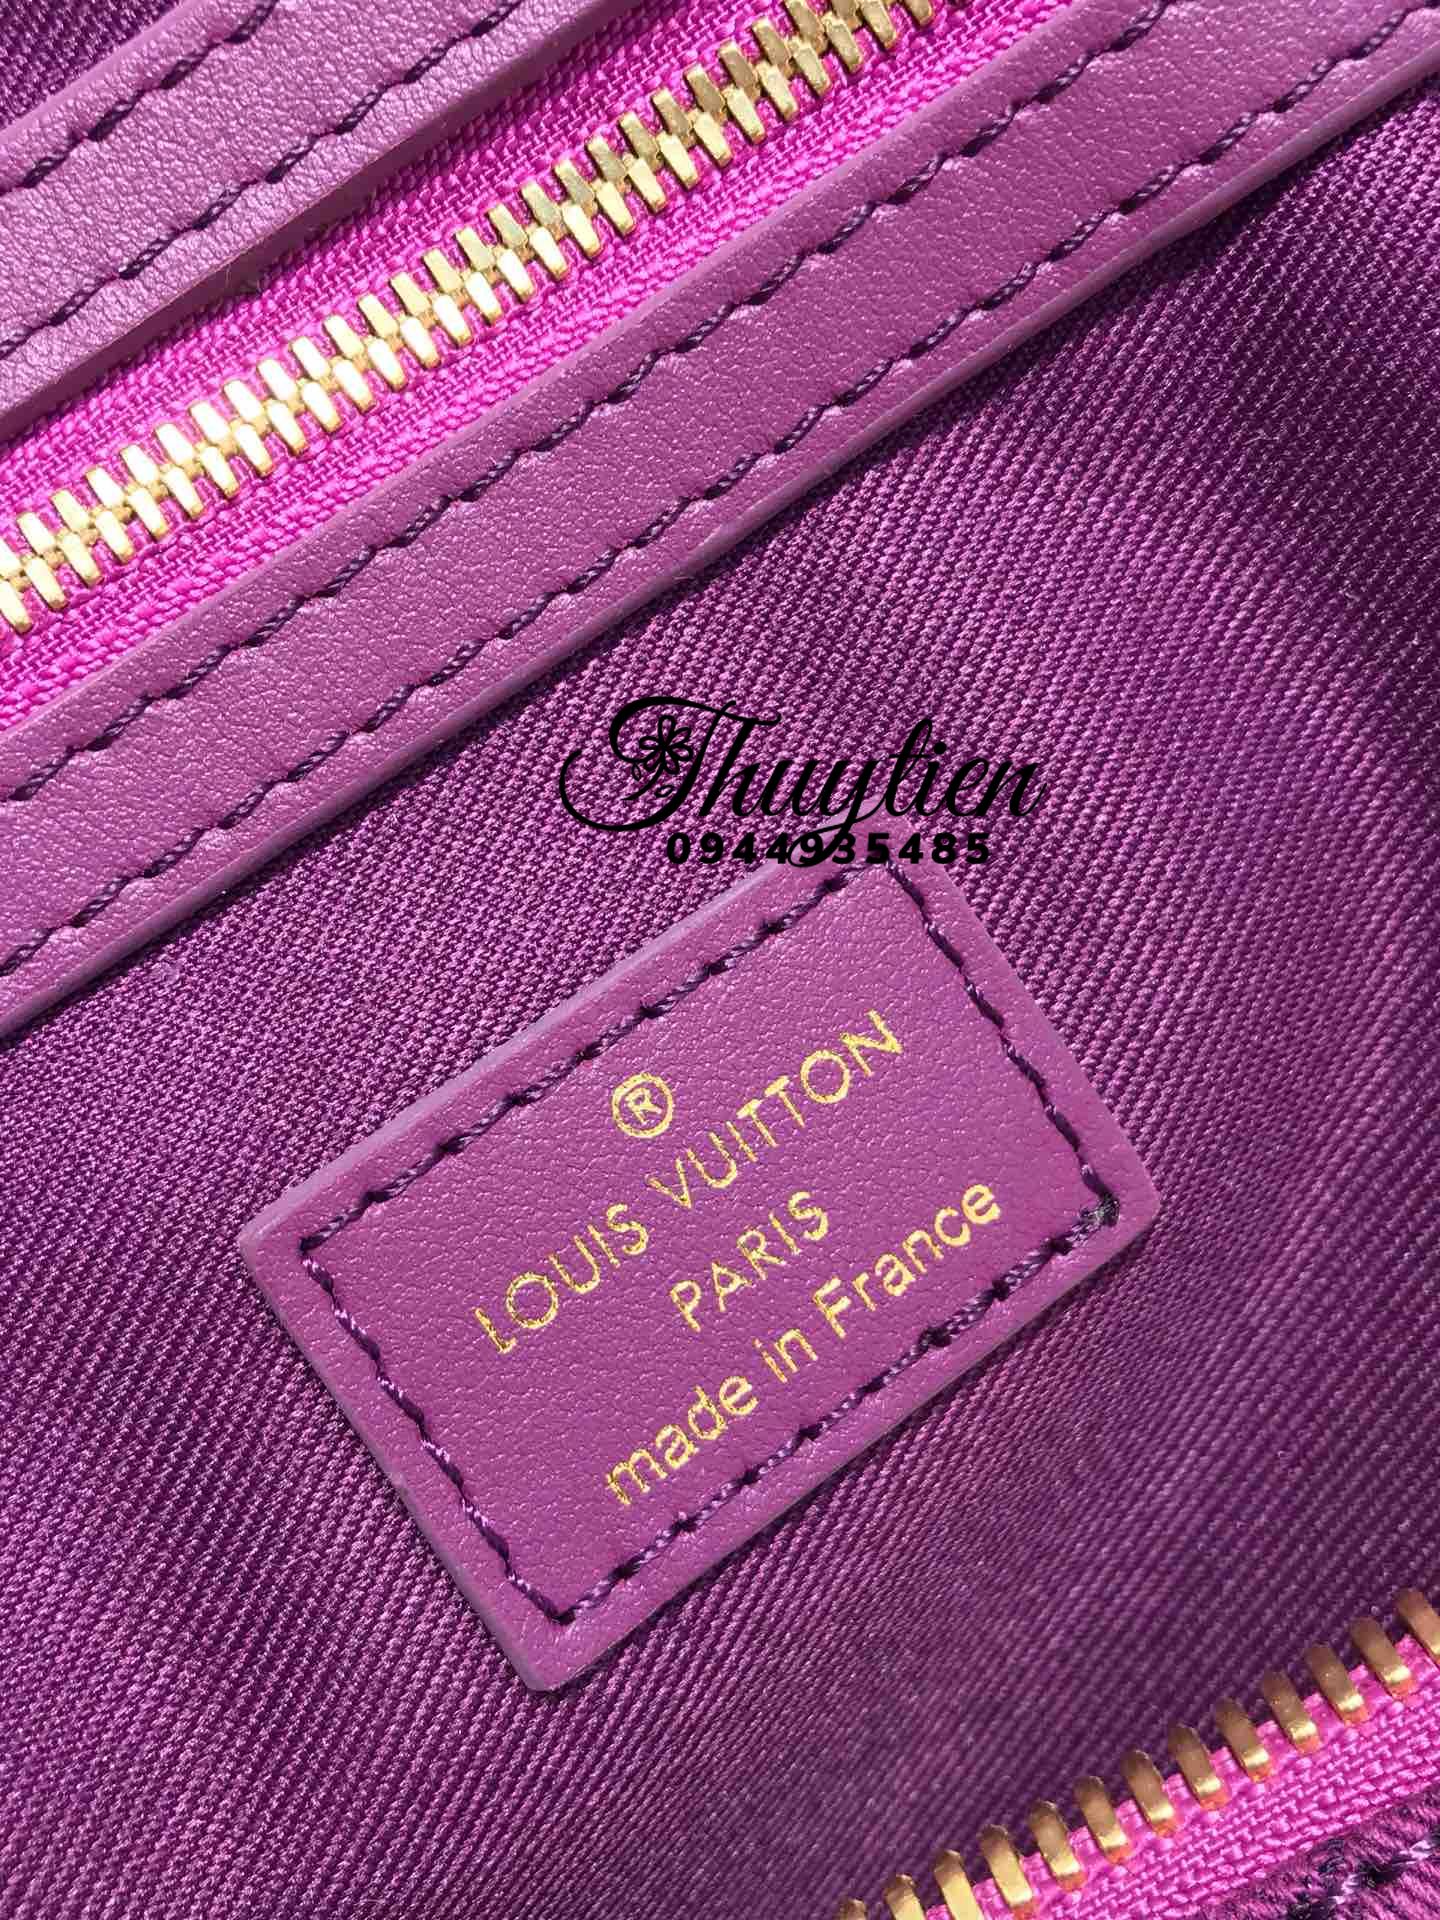 Thuytien
0944935485
®
LOUIS VUITTON
PARIS
made in France